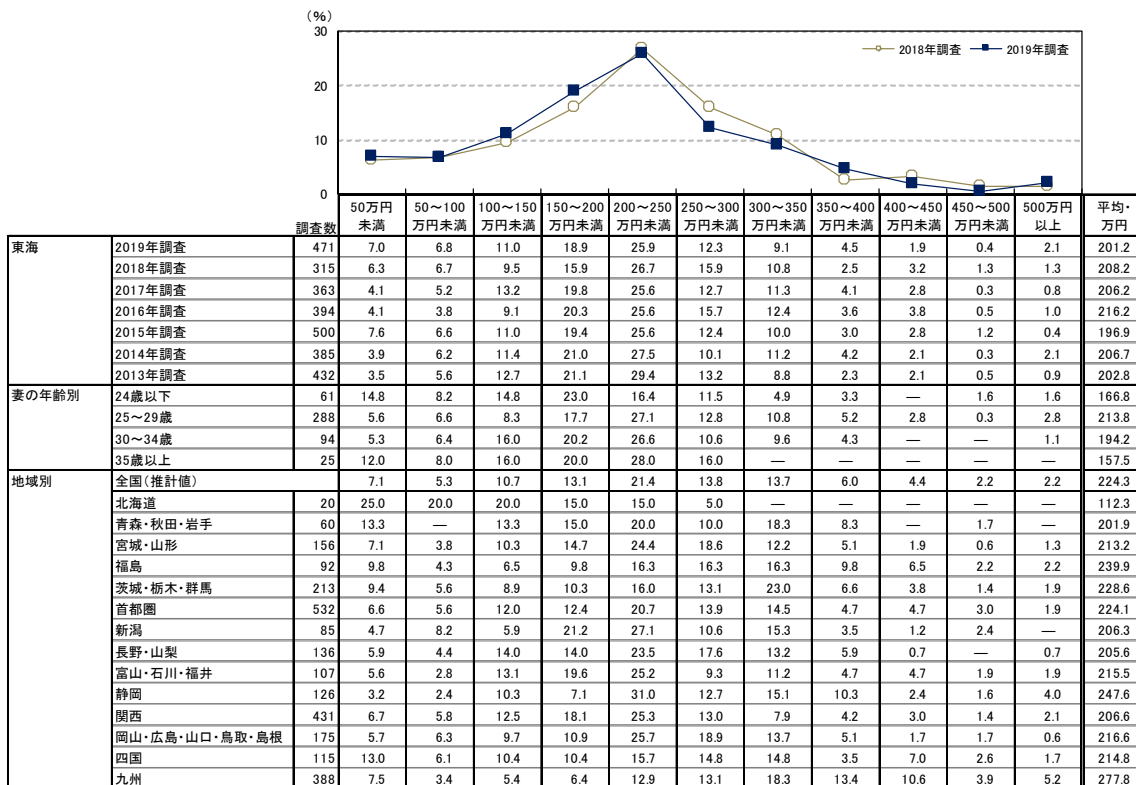 (%)
30
20
10
0
2018年調査 2019年調査
調査数 50万円未満 50～100万円未満 100～150万円未満 150～200万円未満 200～250万円未満 250～300万円未満 300～350万円未満 350～400万円未満 400～450万円未満 450～500万円未満 500万円以上 平均・万円
東海 2019年調査 471 7.0 6.8 11.0 18.9 25.9 12.3 9.1 4.5 1.9 0.4 2.1 201.2
2018年調査 315 6.3 6.7 9.5 15.9 26.7 15.9 10.8 2.5 3.2 1.3 1.3 208.2
2017年調査 363 4.1 5.2 13.2 19.8 25.6 12.7 11.3 4.1 2.8 0.3 0.8 206.2
2016年調査 394 4.1 3.8 9.1 20.3 25.6 15.7 12.4 3.6 3.8 0.5 1.0 216.2
2015年調査 500 7.6 6.6 11.0 19.4 25.6 12.4 10.0 3.0 2.8 1.2 0.4 196.9
2014年調査 385 3.9 6.2 11.4 21.0 27.5 10.1 11.2 4.2 2.1 0.3 2.1 206.7
2013年調査 432 3.5 5.6 12.7 21.1 29.4 13.2 8.8 2.3 2.1 0.5 0.9 202.8
妻の年齢別 24歳以下 61 14.8 8.2 14.8 23.0 16.4 11.5 4.9 3.3 — 1.6 1.6 166.8
25～29歳 288 5.6 6.6 8.3 17.7 27.1 12.8 10.8 5.2 2.8 0.3 2.8 213.8
30～34歳 94 5.3 6.4 16.0 20.2 26.6 10.6 9.6 4.3 — — 1.1 194.2
35歳以上 25 12.0 8.0 16.0 20.0 28.0 16.0 — — — — — 157.5
地域別 全国(推計値) 7.1 5.3 10.7 13.1 21.4 13.8 13.7 6.0 4.4 2.2 2.2 224.3
北海道 20 25.0 20.0 20.0 15.0 15.0 5.0 — — — — — 112.3
青森・秋田・岩手 60 13.3 — 13.3 15.0 20.0 10.0 18.3 8.3 — 1.7 — 201.9
宮城・山形 156 7.1 3.8 10.3 14.7 24.4 18.6 12.2 5.1 1.9 0.6 1.3 213.2
福島 92 9.8 4.3 6.5 9.8 16.3 16.3 16.3 9.8 6.5 2.2 2.2 239.9
茨城・栃木・群馬 213 9.4 5.6 8.9 10.3 16.0 13.1 23.0 6.6 3.8 1.4 1.9 228.6
首都圏 532 6.6 5.6 12.0 12.4 20.7 13.9 14.5 4.7 4.7 3.0 1.9 224.1
新潟 85 4.7 8.2 5.9 21.2 27.1 10.6 15.3 3.5 1.2 2.4 — 206.3
長野・山梨 136 5.9 4.4 14.0 14.0 23.5 17.6 13.2 5.9 0.7 — 0.7 205.6
富山・石川・福井 107 5.6 2.8 13.1 19.6 25.2 9.3 11.2 4.7 4.7 1.9 1.9 215.5
静岡 126 3.2 2.4 10.3 7.1 31.0 12.7 15.1 10.3 2.4 1.6 4.0 247.6
関西 431 6.7 5.8 12.5 18.1 25.3 13.0 7.9 4.2 3.0 1.4 2.1 206.6
岡山・広島・山口・鳥取・島根 175 5.7 6.3 9.7 10.9 25.7 18.9 13.7 5.1 1.7 1.7 0.6 216.6
四国 115 13.0 6.1 10.4 10.4 15.7 14.8 14.8 3.5 7.0 2.6 1.7 214.8
九州 388 7.5 3.4 5.4 6.4 12.9 13.1 18.3 13.4 10.6 3.9 5.2 277.8